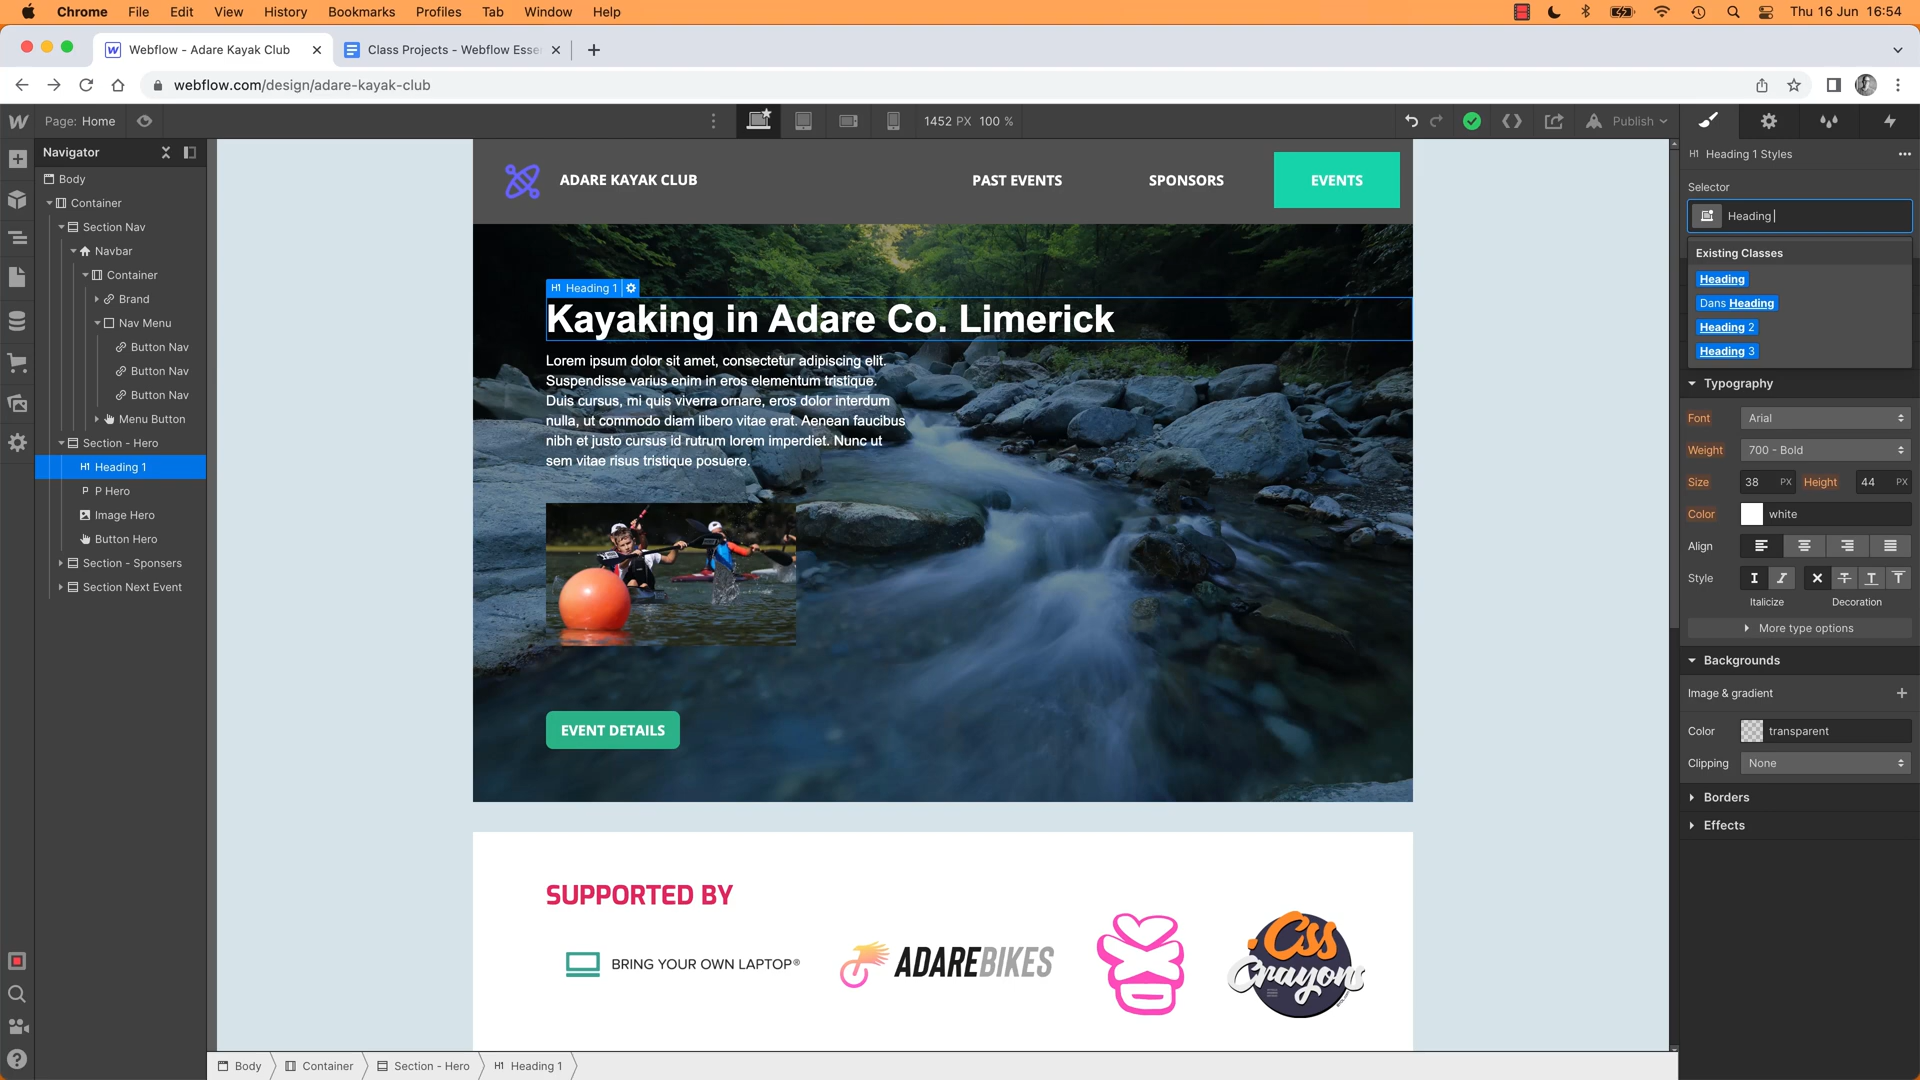 Chrome File Edit View History Bookmarks Profiles Tab Window Help Thu 16 Jun 16:54
Webflow - Adare Kayak Club
Class Projects - Webflow Esse
webflow.com/design/adare-kayak-club
Page: Home
1452 PX 100 %
Publish
Navigator
Body
Container
Section Nav
Navbar
Container
Brand
Nav Menu
Button Nav
Button Nav
Button Nav
Menu Button
Section - Hero
H1 Heading 1
P P Hero
Image Hero
Button Hero
Section - Sponsers
Section Next Event
ADARE KAYAK CLUB
PAST EVENTS
SPONSORS
EVENTS
H1 Heading 1
Kayaking in Adare Co. Limerick
Lorem ipsum dolor sit amet, consectetur adipiscing elit.
Suspendisse varius enim in eros elementum tristique.
Duis cursus, mi quis viverra ornare, eros dolor interdum
nulla, ut commodo diam libero vitae erat. Aenean faucibus
nibh et justo cursus id rutrum lorem imperdiet. Nunc ut
sem vitae risus tristique posuere.
EVENT DETAILS
SUPPORTED BY
BRING YOUR OWN LAPTOP®
ADAREBIKES
CSS
Crayons
H1 Heading 1 Styles
Selector
Heading
Existing Classes
Heading
Dans Heading
Heading 2
Heading 3
Typography
Font Arial
Weight 700 - Bold
Size 38 PX Height 44 PX
Color white
Align
Style
Italicize Decoration
More type options
Backgrounds
Image & gradient
Color transparent
Clipping None
Borders
Effects
Body Container Section - Hero H1 Heading 1